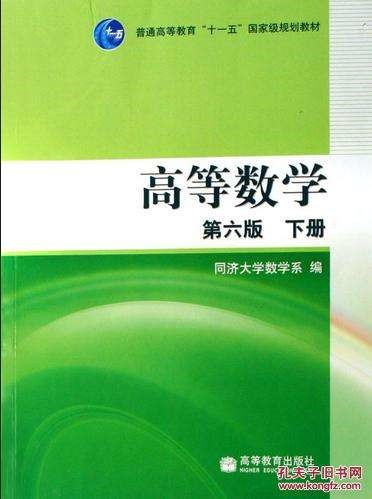 十一五
普通高等教育“十一五”国家级规划教材
高等数学
第六版 下册
同济大学数学系 编
高等教育出版社
HIGHER EDUCATION PRESS
孔夫子旧书网
kongfz.com